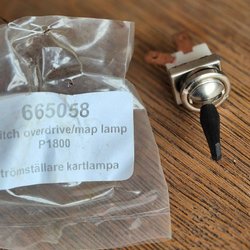 665058
itch overdrive/map lamp
P1800
strömställare kartlampa